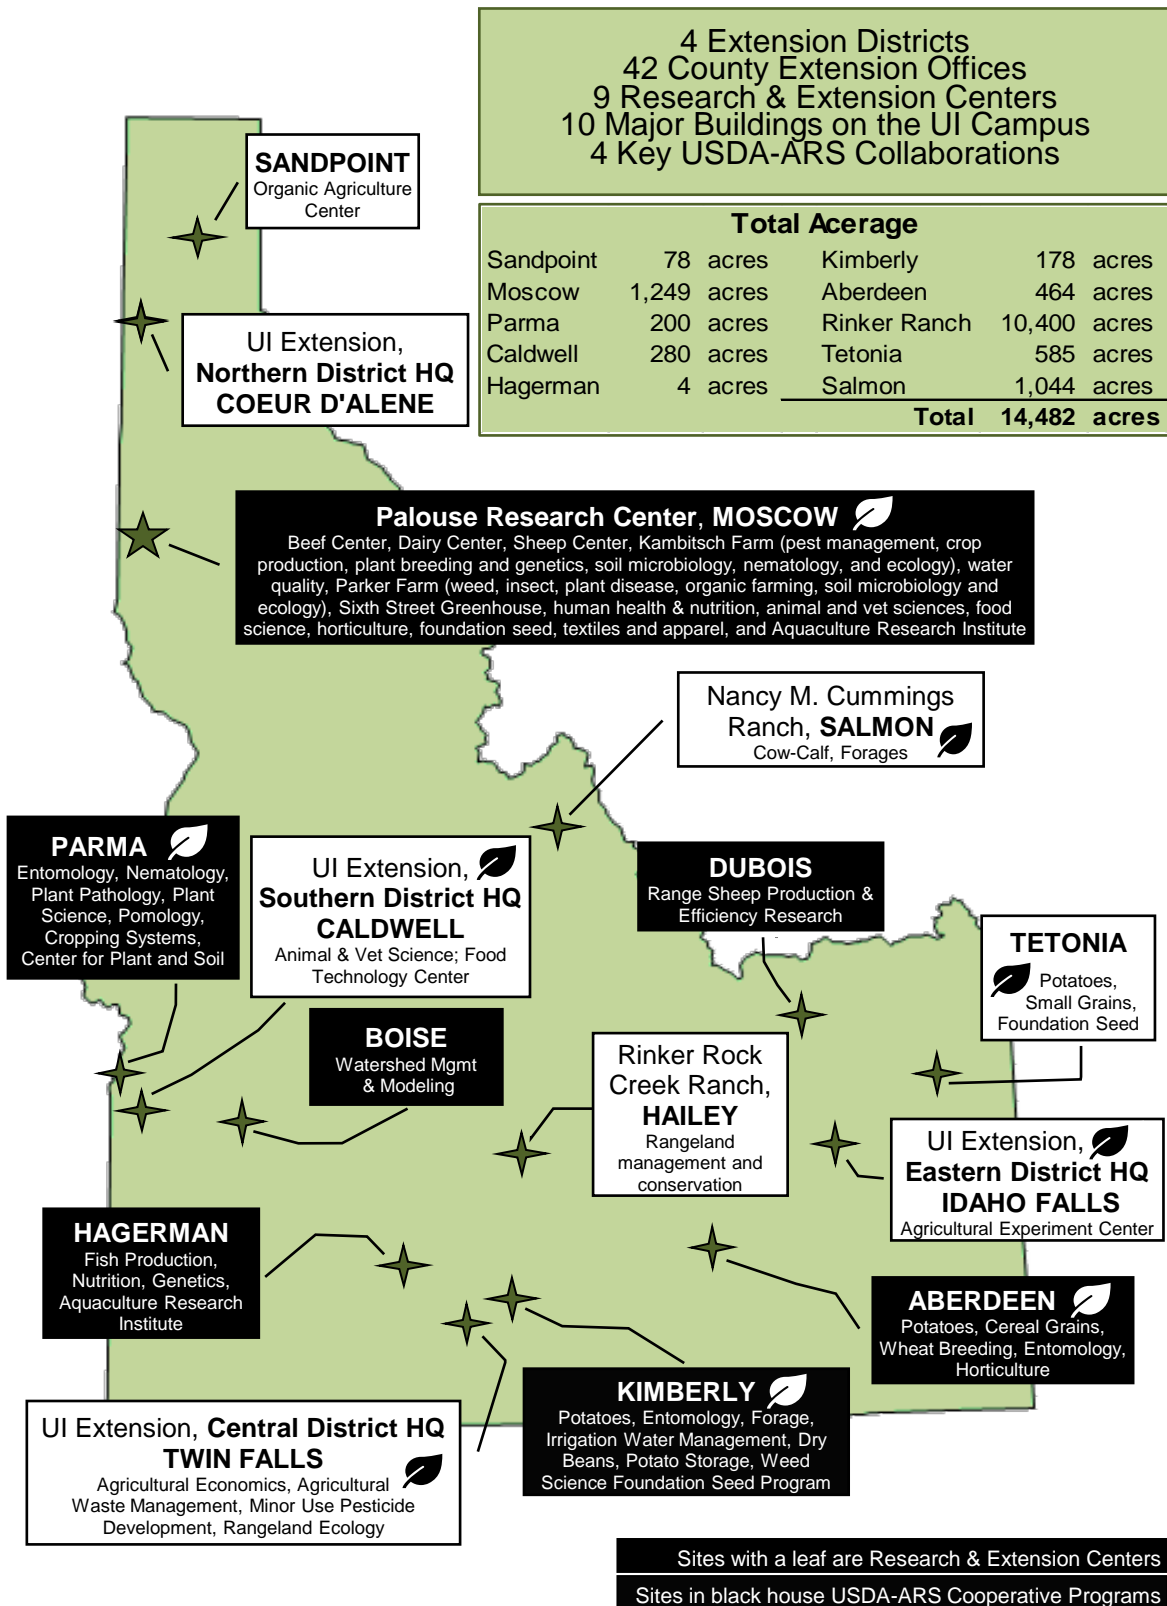 4 Extension Districts
42 County Extension Offices
9 Research & Extension Centers
10 Major Buildings on the UI Campus
4 Key USDA-ARS Collaborations
Total Acerage
Sandpoint 78 acres Kimberly 178 acres
Moscow 1,249 acres Aberdeen 464 acres
Parma 200 acres Rinker Ranch 10,400 acres
Caldwell 280 acres Tetonia 585 acres
Hagerman 4 acres Salmon 1,044 acres
Total 14,482 acres
SANDPOINT
Organic Agriculture
Center
UI Extension,
Northern District HQ
COEUR D'ALENE
Palouse Research Center, MOSCOW
Beef Center, Dairy Center, Sheep Center, Kambitsch Farm (pest management, crop
production, plant breeding and genetics, soil microbiology, nematology, and ecology), water
quality, Parker Farm (weed, insect, plant disease, organic farming, soil microbiology and
ecology), Sixth Street Greenhouse, human health & nutrition, animal and vet sciences, food
science, horticulture, foundation seed, textiles and apparel, and Aquaculture Research Institute
Nancy M. Cummings
Ranch, SALMON
Cow-Calf, Forages
PARMA
Entomology, Nematology,
Plant Pathology, Plant
Science, Pomology,
Cropping Systems,
Center for Plant and Soil
UI Extension,
Southern District HQ
CALDWELL
Animal & Vet Science; Food
Technology Center
DUBOIS
Range Sheep Production &
Efficiency Research
TETONIA
Potatoes,
Small Grains,
Foundation Seed
BOISE
Watershed Mgmt
& Modeling
Rinker Rock
Creek Ranch,
HAILEY
Rangeland
management and
conservation
UI Extension,
Eastern District HQ
IDAHO FALLS
Agricultural Experiment Center
HAGERMAN
Fish Production,
Nutrition, Genetics,
Aquaculture Research
Institute
ABERDEEN
Potatoes, Cereal Grains,
Wheat Breeding, Entomology,
Horticulture
KIMBERLY
Potatoes, Entomology, Forage,
Irrigation Water Management, Dry
Beans, Potato Storage, Weed
Science Foundation Seed Program
UI Extension, Central District HQ
TWIN FALLS
Agricultural Economics, Agricultural
Waste Management, Minor Use Pesticide
Development, Rangeland Ecology
Sites with a leaf are Research & Extension Centers
Sites in black house USDA-ARS Cooperative Programs